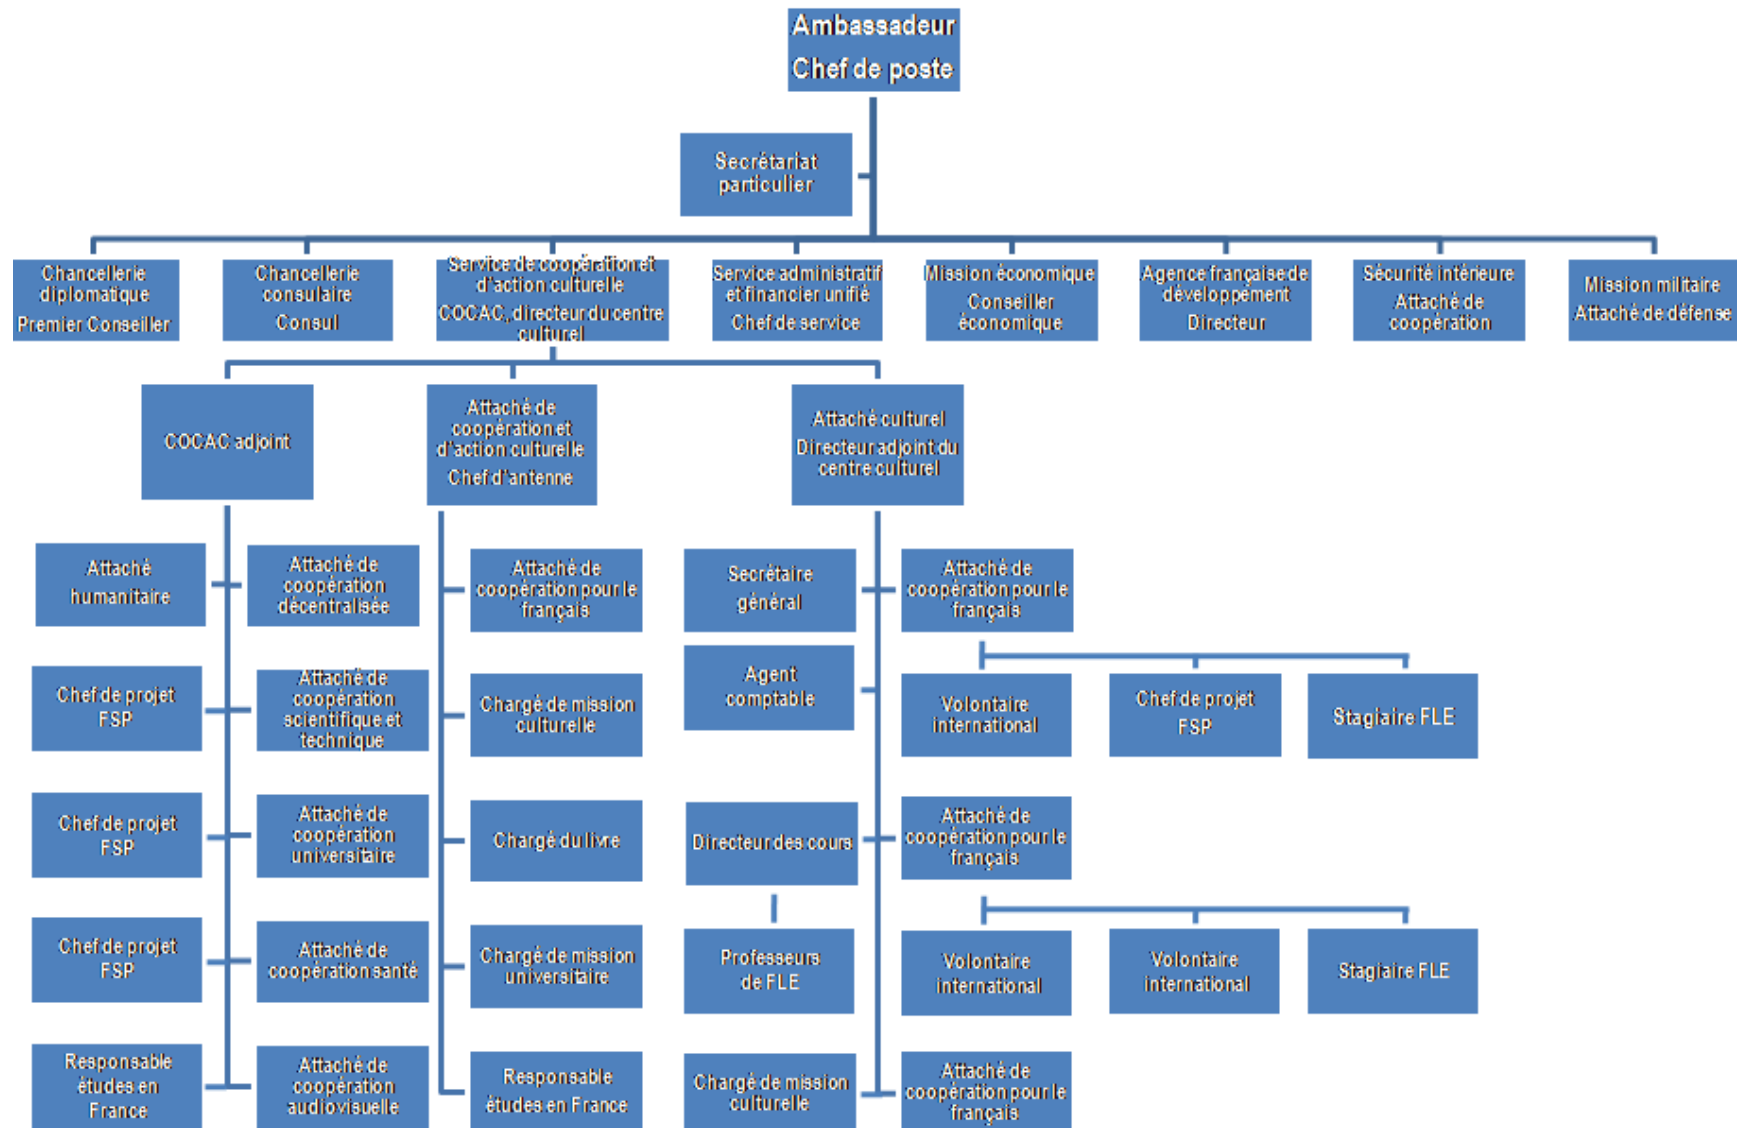 Ambassadeur
Chef de poste
Secrétariat
particulier
Chancellerie
diplomatique
Premier Conseiller
Chancellerie
consulaire
Consul
Service de coopération et
d'action culturelle
COCAC, directeur du centre
culturel
Service administratif
et financier unifié
Chef de service
Mission économique
Conseiller
économique
Agence française de
développement
Directeur
Sécurité intérieure
Attaché de
coopération
Mission militaire
Attaché de défense
COCAC adjoint
Attaché de
coopération et
d'action culturelle
Chef d'antenne
Attaché culturel
Directeur adjoint du
centre culturel
Attaché
humanitaire
Attaché de
coopération
décentralisée
Attaché de
coopération pour le
français
Secrétaire
général
Attaché de
coopération pour le
français
Chef de projet
FSP
Attaché de
coopération
scientifique et
technique
Chargé de mission
culturelle
Agent
comptable
Volontaire
international
Chef de projet
FSP
Stagiaire FLE
Chef de projet
FSP
Attaché de
coopération
universitaire
Chargé du livre
Directeur des cours
Attaché de
coopération pour le
français
Chef de projet
FSP
Attaché de
coopération santé
Chargé de mission
universitaire
Professeurs
de FLE
Volontaire
international
Volontaire
international
Stagiaire FLE
Responsable
études en
France
Attaché de
coopération
audiovisuelle
Responsable
études en France
Chargé de mission
culturelle
Attaché de
coopération pour le
français